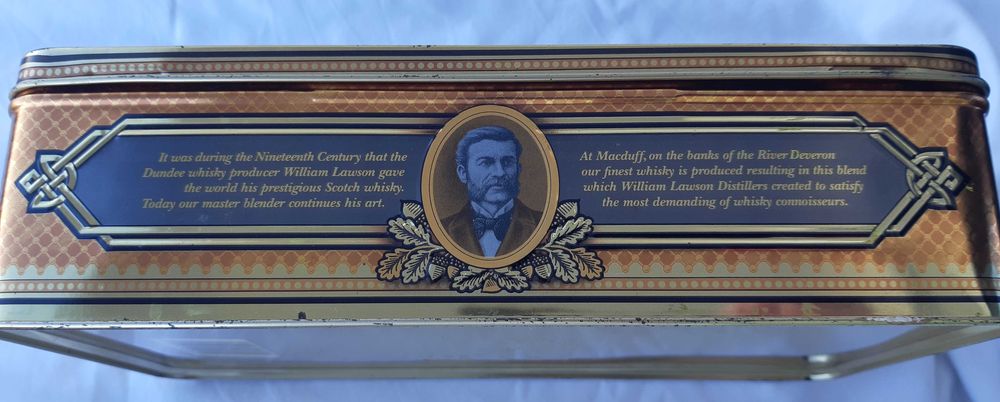 It was during the Nineteenth Century that the
Dundee whisky producer William Lawson gave
the world his prestigious Scotch whisky.
Today our master blender continues his art.
At Macduff, on the banks of the River Deveron
our finest whisky is produced resulting in this blend
which William Lawson Distillers created to satisfy
the most demanding of whisky connoisseurs.